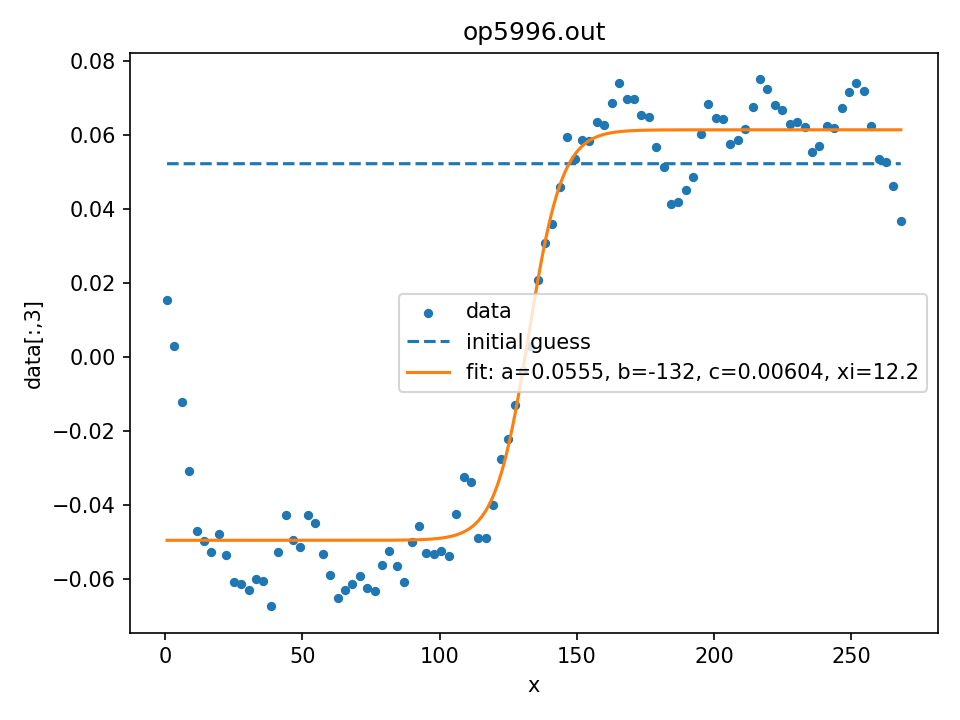 op5996.out
0.08
0.06
0.04
0.02
0.00
−0.02
−0.04
−0.06
data[:,3]
data
initial guess
fit: a=0.0555, b=-132, c=0.00604, xi=12.2
0 50 100 150 200 250
x